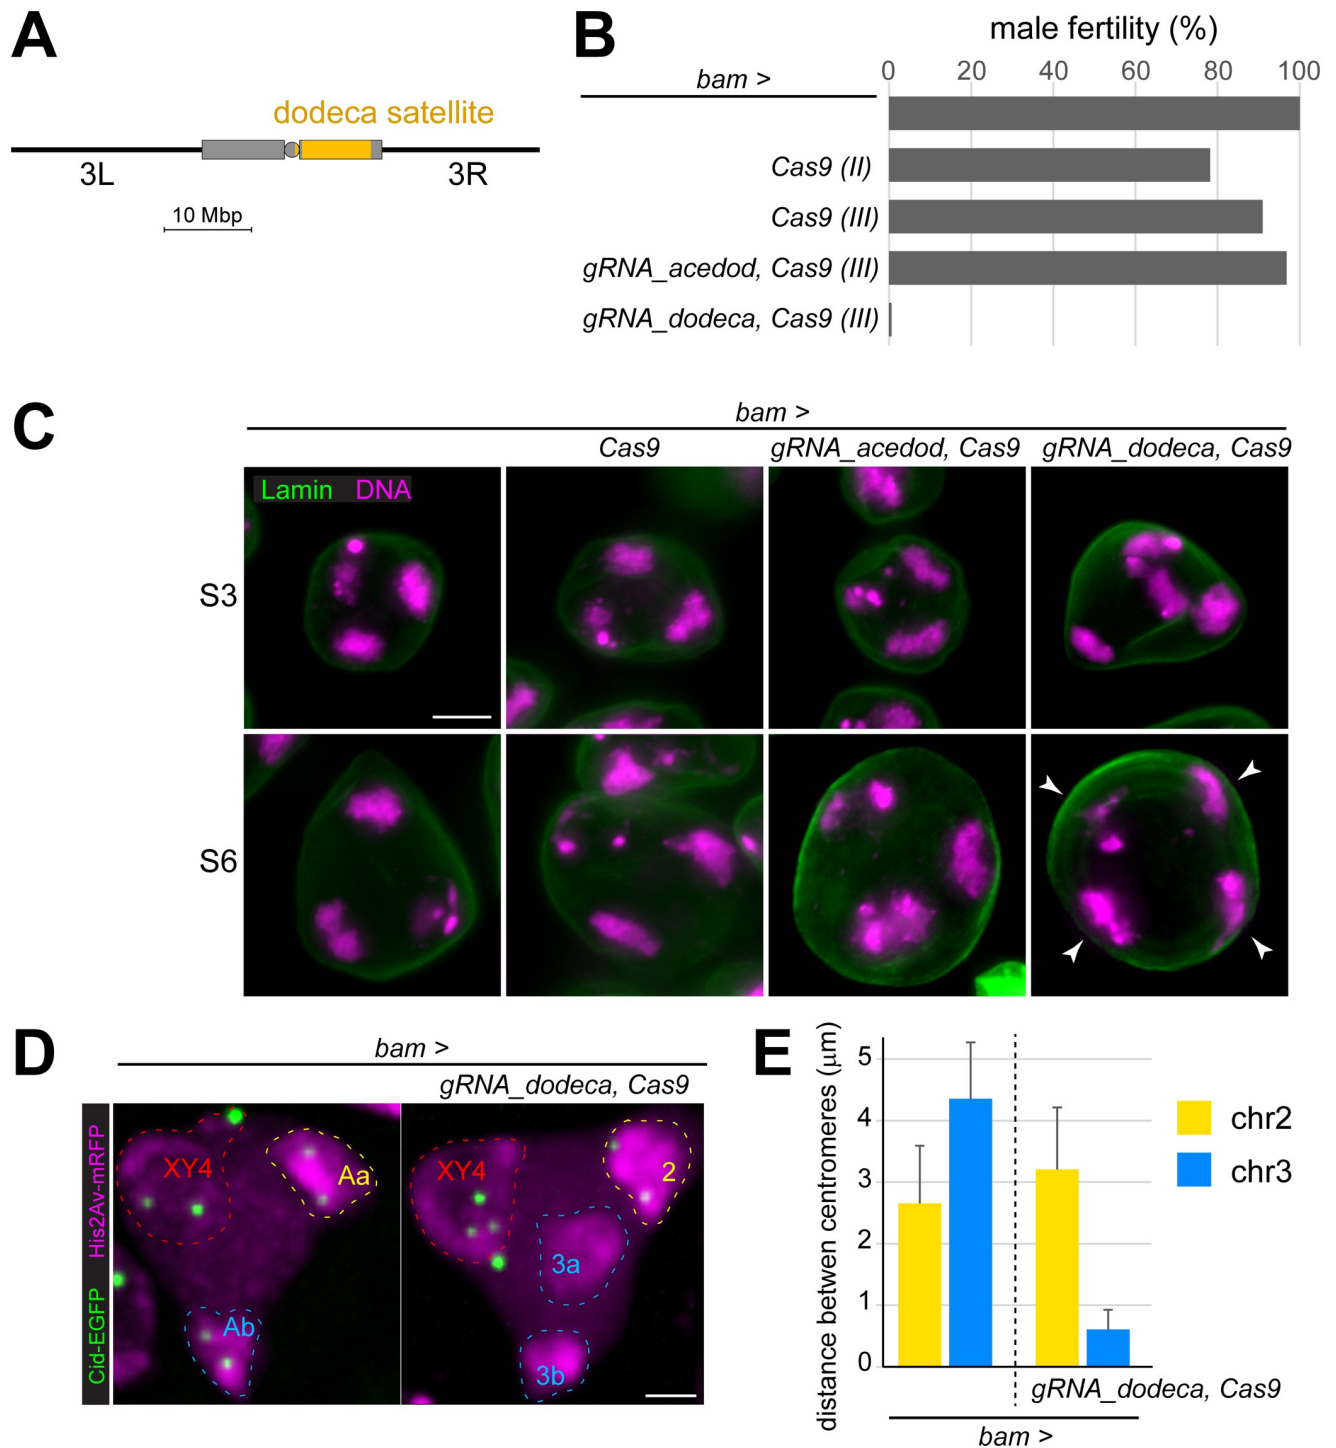 A
dodeca satellite
3L
3R
10 Mbp
B
male fertility (%)
bam >
0 20 40 60 80 100
Cas9 (II)
Cas9 (III)
gRNA_acedod, Cas9 (III)
gRNA_dodeca, Cas9 (III)
C
bam >
Cas9
gRNA_acedod, Cas9
gRNA_dodeca, Cas9
Lamin DNA
S3
S6
D
bam >
gRNA_dodeca, Cas9
Cid-EGFP His2Av-mRFP
XY4
Aa
Ab
XY4
2
3a
3b
E
distance betwen centromeres (μm)
5
4
3
2
1
0
chr2
chr3
gRNA_dodeca, Cas9
bam >